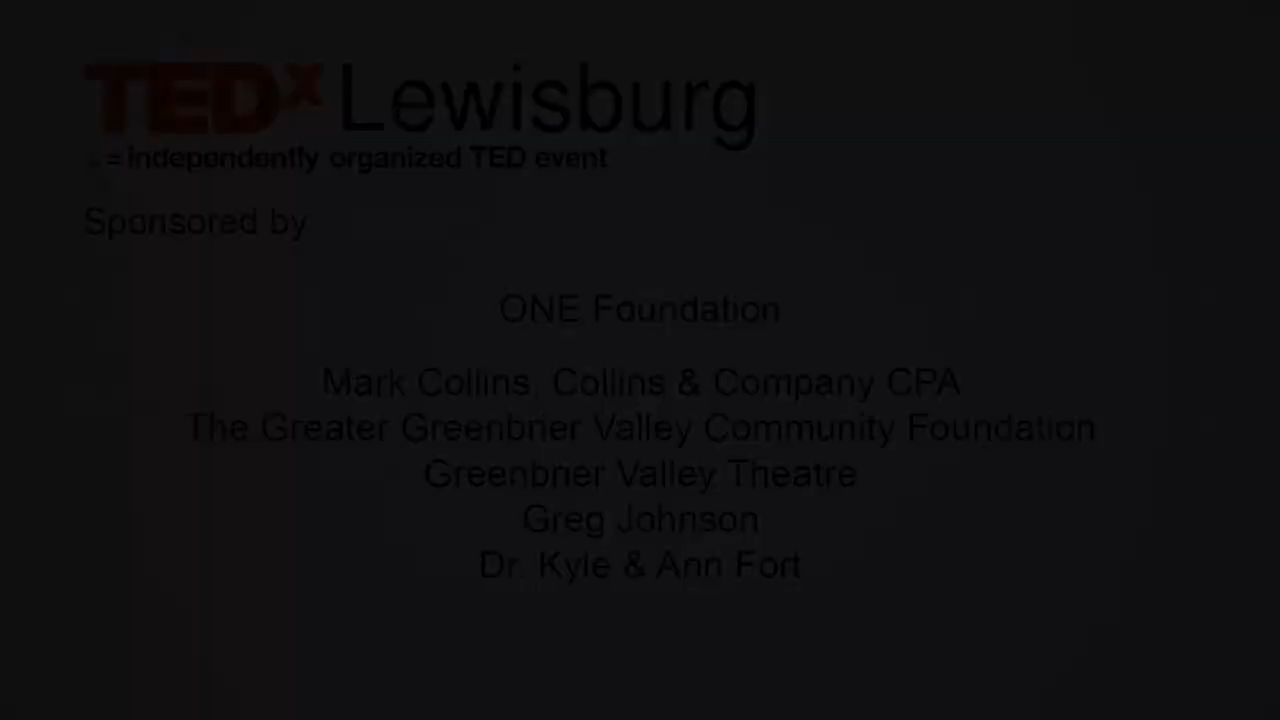 TEDx Lewisburg
x = independently organized TED event
Sponsored by
ONE Foundation
Mark Collins, Collins & Company CPA
The Greater Greenbrier Valley Community Foundation
Greenbrier Valley Theatre
Greg Johnson
Dr. Kyle & Ann Fort